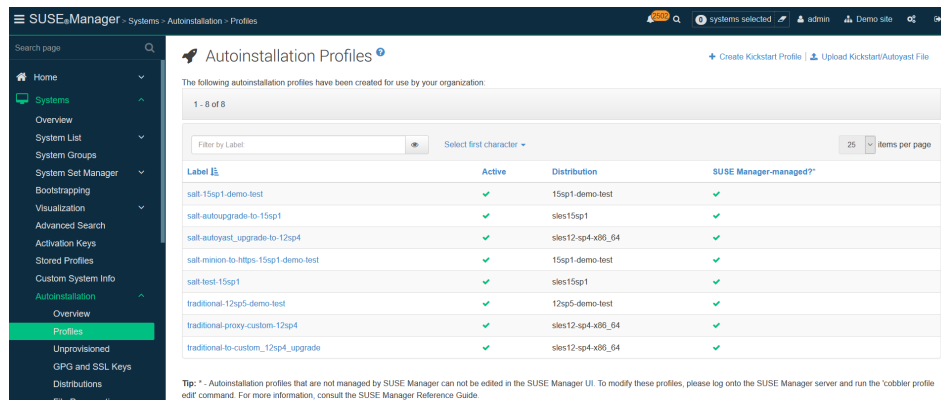 SUSE®Manager > Systems > Autoinstallation > Profiles
2502
0 systems selected
admin
Demo site
Search page
Home
Systems
Overview
System List
System Groups
System Set Manager
Bootstrapping
Visualization
Advanced Search
Activation Keys
Stored Profiles
Custom System Info
Autoinstallation
Overview
Profiles
Unprovisioned
GPG and SSL Keys
Distributions
Autoinstallation Profiles ?
+ Create Kickstart Profile | Upload Kickstart/Autoyast File
The following autoinstallation profiles have been created for use by your organization:
1 - 8 of 8
Filter by Label: Select first character 25 items per page
Label Active Distribution SUSE Manager-managed?*
salt-15sp1-demo-test 15sp1-demo-test
salt-autoupgrade-to-15sp1 sles15sp1
salt-autoyast_upgrade-to-12sp4 sles12-sp4-x86_64
salt-minion-to-https-15sp1-demo-test 15sp1-demo-test
salt-test-15sp1 sles15sp1
traditional-12sp5-demo-test 12sp5-demo-test
traditional-proxy-custom-12sp4 sles12-sp4-x86_64
traditional-to-custom_12sp4_upgrade sles12-sp4-x86_64
Tip: * - Autoinstallation profiles that are not managed by SUSE Manager can not be edited in the SUSE Manager UI. To modify these profiles, please log onto the SUSE Manager server and run the 'cobbler profile
edit' command. For more information, consult the SUSE Manager Reference Guide.